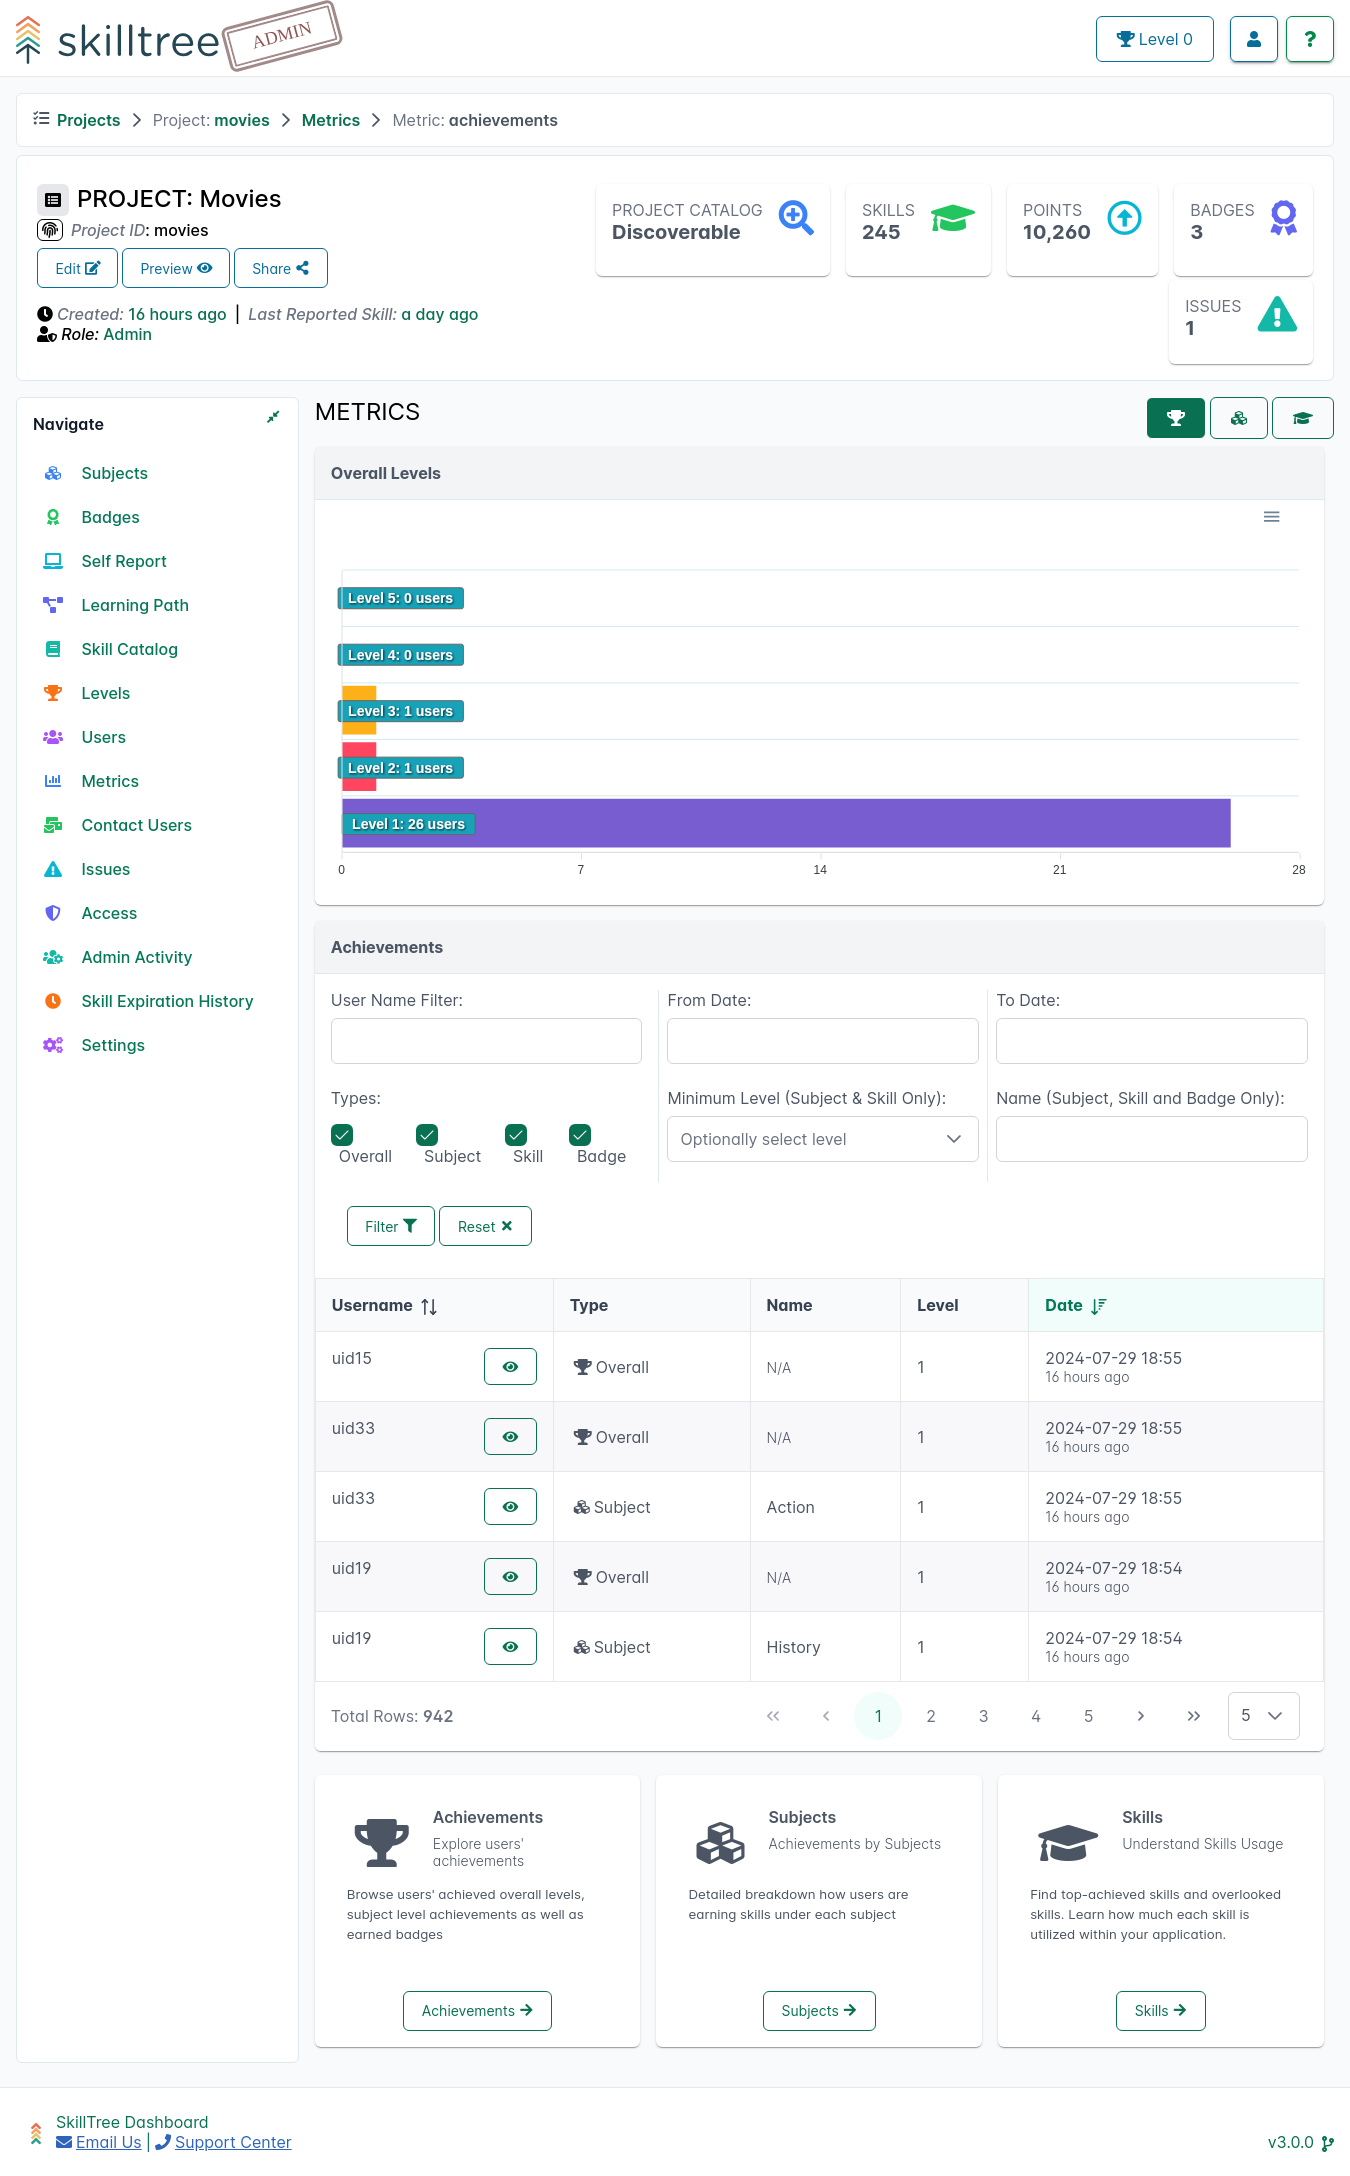 skilltree ADMIN Level 0
Projects Project: movies Metrics Metric: achievements
PROJECT: Movies
Project ID: movies
Edit Preview Share
Created: 16 hours ago | Last Reported Skill: a day ago
Role: Admin
PROJECT CATALOG
Discoverable
SKILLS
245
POINTS
10,260
BADGES
3
ISSUES
1
Navigate
Subjects
Badges
Self Report
Learning Path
Skill Catalog
Levels
Users
Metrics
Contact Users
Issues
Access
Admin Activity
Skill Expiration History
Settings
METRICS
Overall Levels
Level 5: 0 users
Level 4: 0 users
Level 3: 1 users
Level 2: 1 users
Level 1: 26 users
0 7 14 21 28
Achievements
User Name Filter: From Date: To Date:
Types: Minimum Level (Subject & Skill Only): Name (Subject, Skill and Badge Only):
Optionally select level
Overall Subject Skill Badge
Filter Reset
Username Type Name Level Date
uid15 Overall N/A 1 2024-07-29 18:55
16 hours ago
uid33 Overall N/A 1 2024-07-29 18:55
16 hours ago
uid33 Subject Action 1 2024-07-29 18:55
16 hours ago
uid19 Overall N/A 1 2024-07-29 18:54
16 hours ago
uid19 Subject History 1 2024-07-29 18:54
16 hours ago
Total Rows: 942 1 2 3 4 5 5
Achievements
Explore users'
achievements
Browse users' achieved overall levels,
subject level achievements as well as
earned badges
Achievements
Subjects
Achievements by Subjects
Detailed breakdown how users are
earning skills under each subject
Subjects
Skills
Understand Skills Usage
Find top-achieved skills and overlooked
skills. Learn how much each skill is
utilized within your application.
Skills
SkillTree Dashboard
Email Us | Support Center
v3.0.0